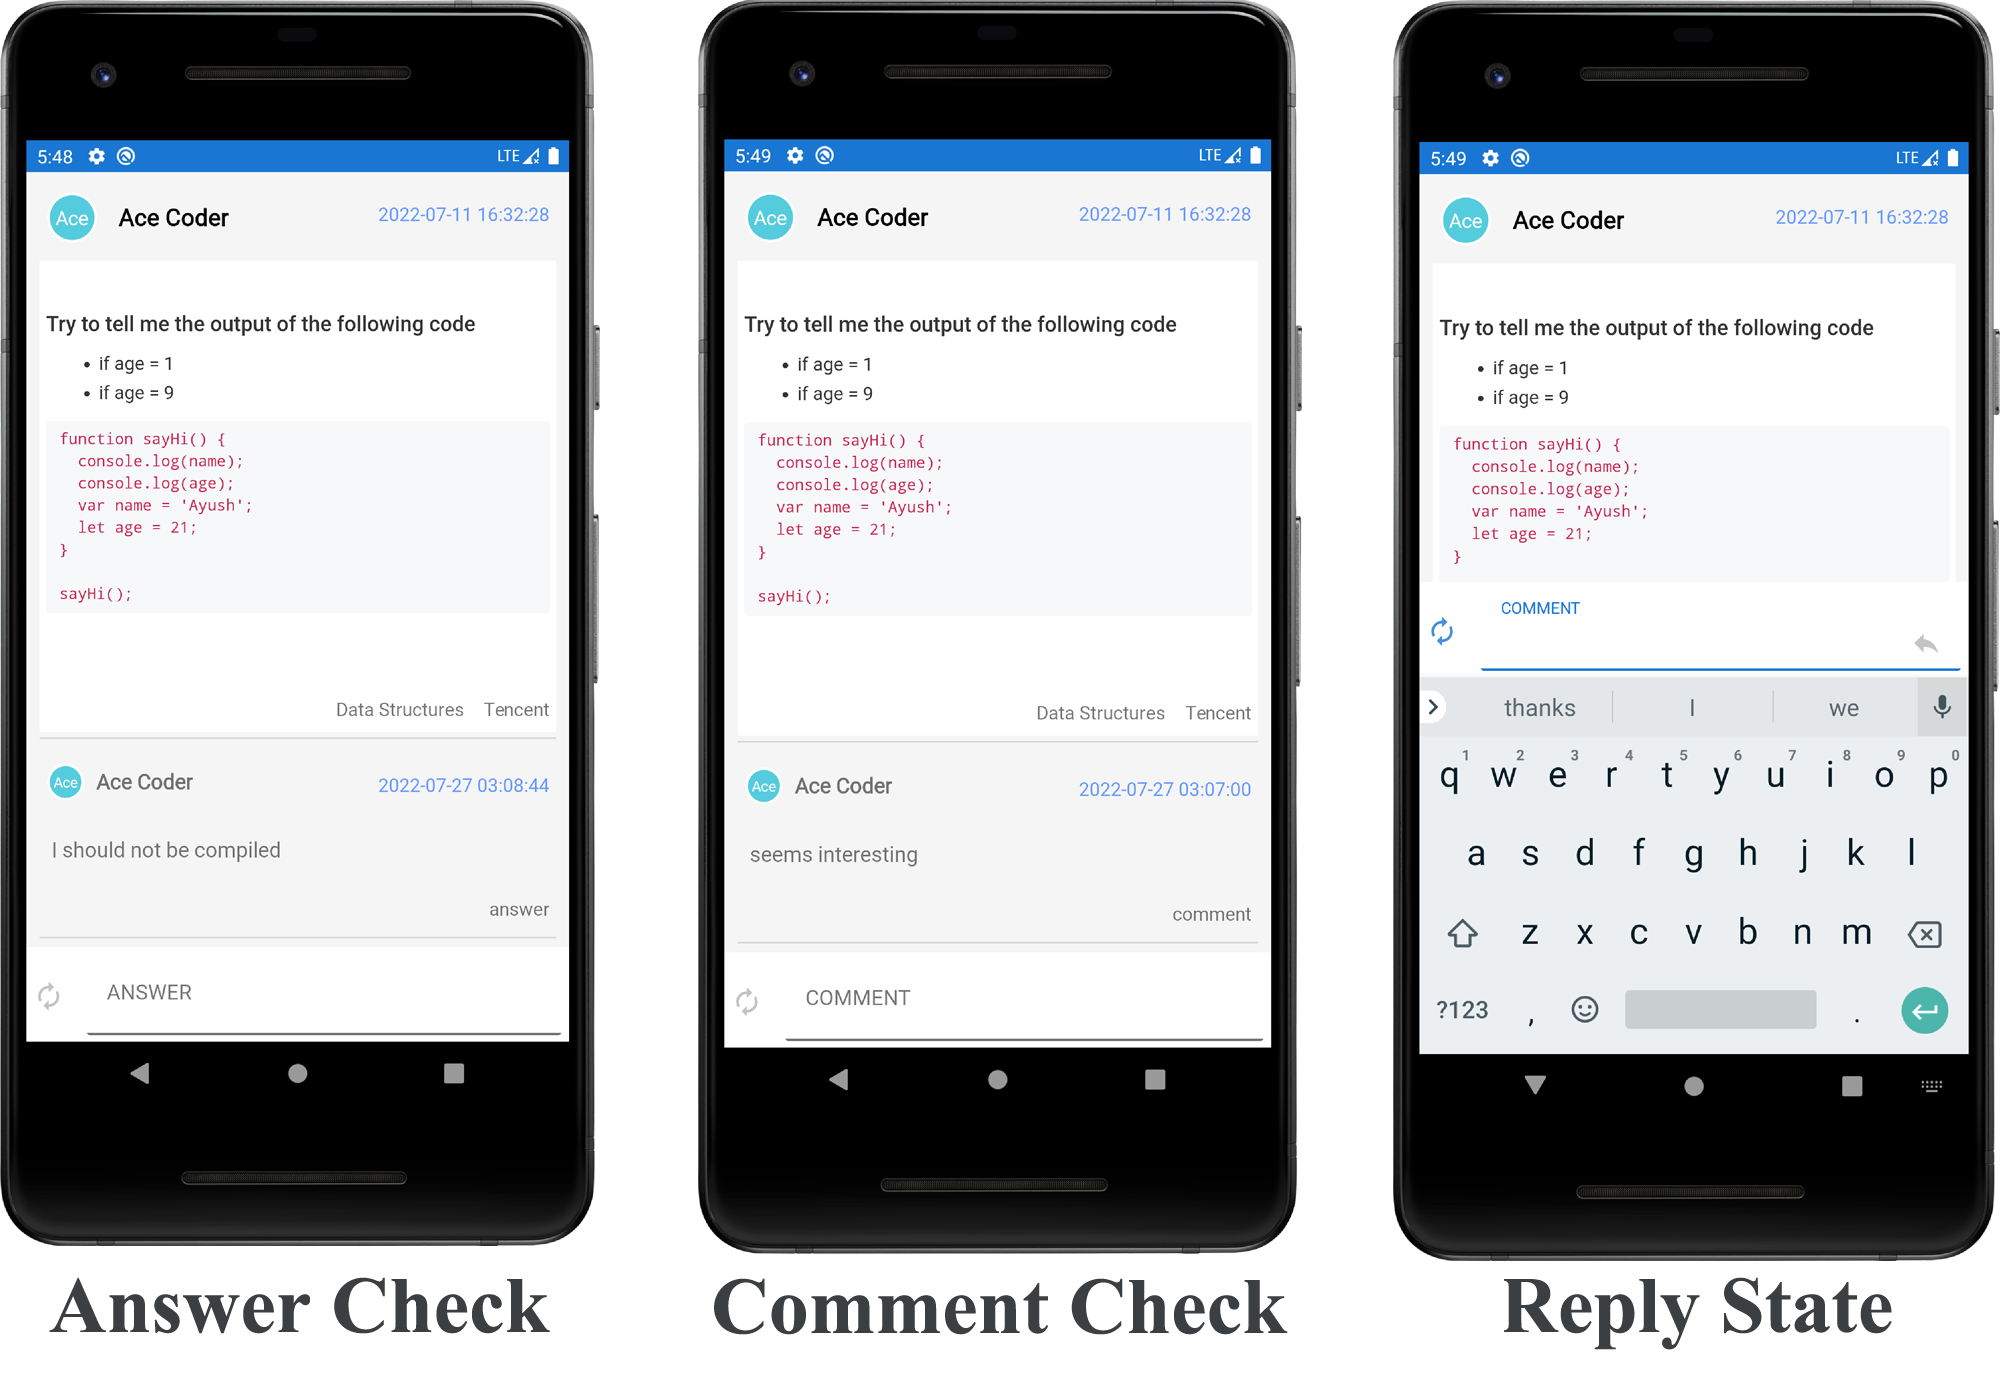 5:48 LTE
Ace Ace Coder 2022-07-11 16:32:28
Try to tell me the output of the following code
• if age = 1
• if age = 9
function sayHi() {
  console.log(name);
  console.log(age);
  var name = 'Ayush';
  let age = 21;
}
sayHi();
Data Structures Tencent
Ace Ace Coder 2022-07-27 03:08:44
I should not be compiled
answer
ANSWER
Answer Check
5:49 LTE
Ace Ace Coder 2022-07-11 16:32:28
Try to tell me the output of the following code
• if age = 1
• if age = 9
function sayHi() {
  console.log(name);
  console.log(age);
  var name = 'Ayush';
  let age = 21;
}
sayHi();
Data Structures Tencent
Ace Ace Coder 2022-07-27 03:07:00
seems interesting
comment
COMMENT
Comment Check
5:49 LTE
Ace Ace Coder 2022-07-11 16:32:28
Try to tell me the output of the following code
• if age = 1
• if age = 9
function sayHi() {
  console.log(name);
  console.log(age);
  var name = 'Ayush';
  let age = 21;
}
COMMENT
thanks I we
1 2 3 4 5 6 7 8 9 0
q w e r t y u i o p
a s d f g h j k l
z x c v b n m
?123 , .
Reply State